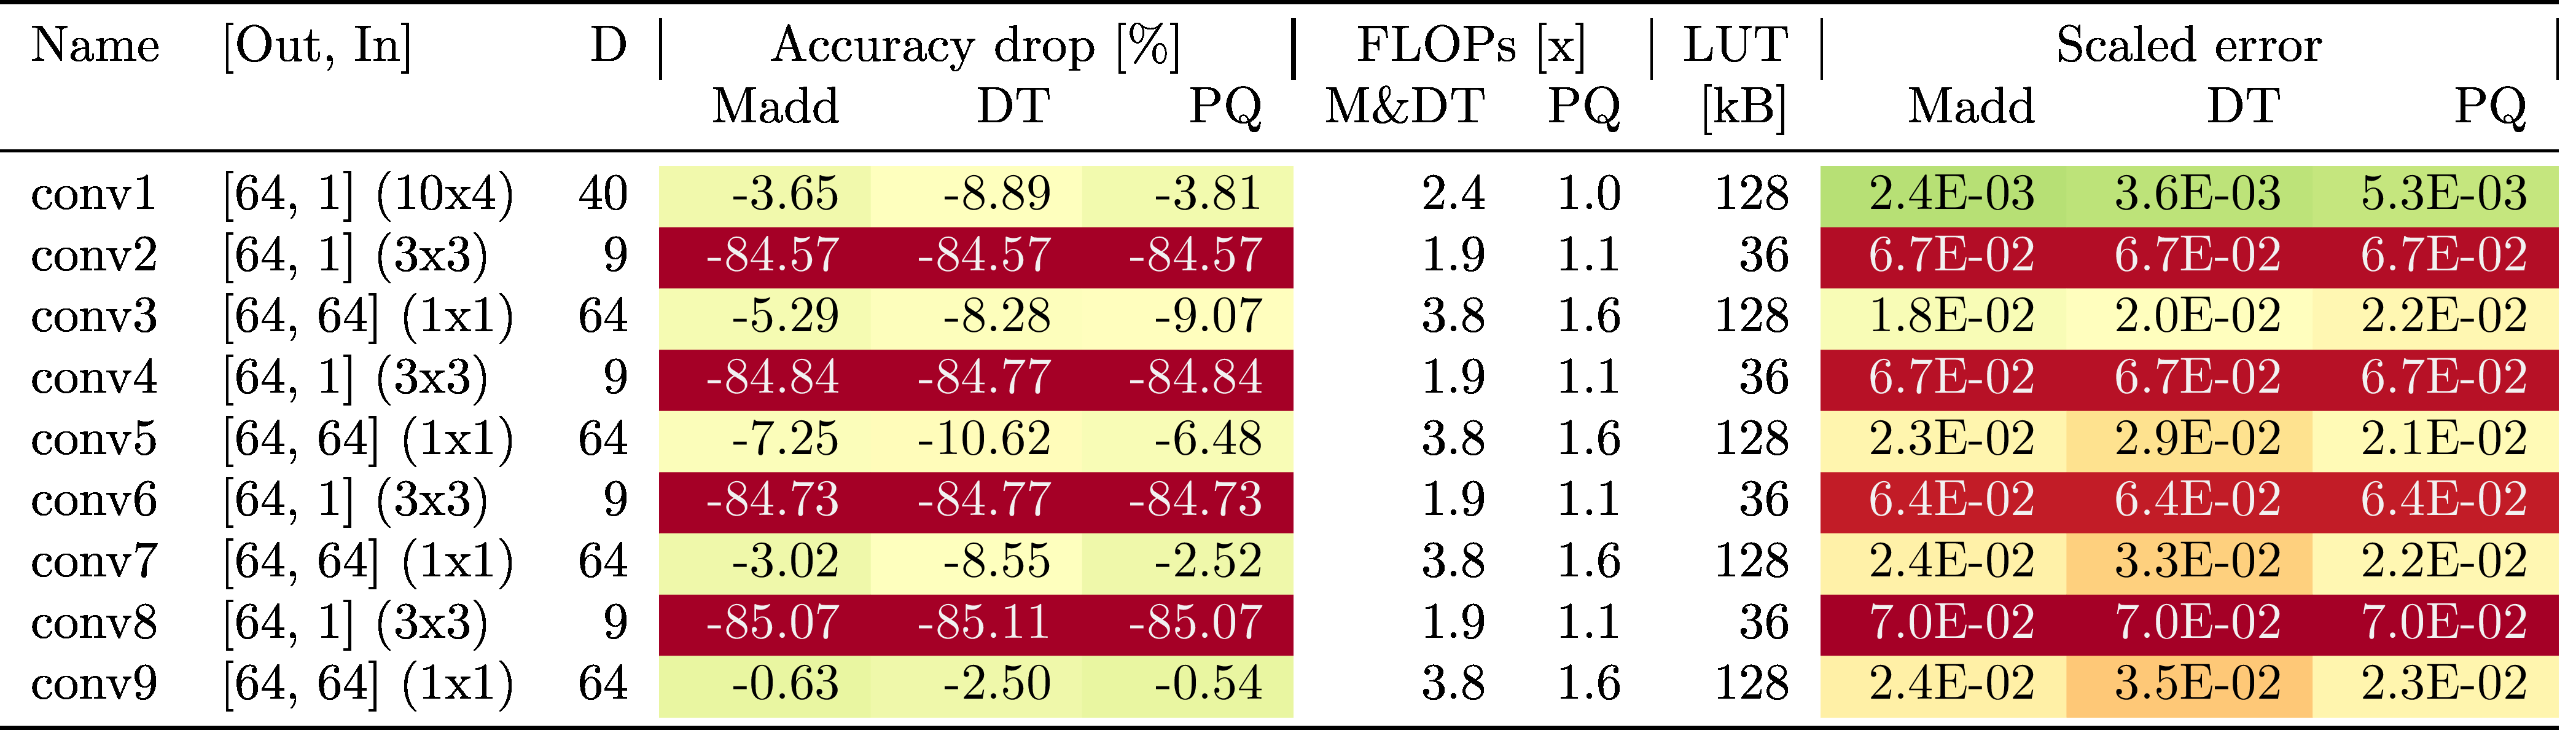 Name [Out, In] D Accuracy drop [%] FLOPs [x] LUT Scaled error
Madd DT PQ M&DT PQ [kB] Madd DT PQ
conv1 [64, 1] (10x4) 40 -3.65 -8.89 -3.81 2.4 1.0 128 2.4E-03 3.6E-03 5.3E-03
conv2 [64, 1] (3x3) 9 -84.57 -84.57 -84.57 1.9 1.1 36 6.7E-02 6.7E-02 6.7E-02
conv3 [64, 64] (1x1) 64 -5.29 -8.28 -9.07 3.8 1.6 128 1.8E-02 2.0E-02 2.2E-02
conv4 [64, 1] (3x3) 9 -84.84 -84.77 -84.84 1.9 1.1 36 6.7E-02 6.7E-02 6.7E-02
conv5 [64, 64] (1x1) 64 -7.25 -10.62 -6.48 3.8 1.6 128 2.3E-02 2.9E-02 2.1E-02
conv6 [64, 1] (3x3) 9 -84.73 -84.77 -84.73 1.9 1.1 36 6.4E-02 6.4E-02 6.4E-02
conv7 [64, 64] (1x1) 64 -3.02 -8.55 -2.52 3.8 1.6 128 2.4E-02 3.3E-02 2.2E-02
conv8 [64, 1] (3x3) 9 -85.07 -85.11 -85.07 1.9 1.1 36 7.0E-02 7.0E-02 7.0E-02
conv9 [64, 64] (1x1) 64 -0.63 -2.50 -0.54 3.8 1.6 128 2.4E-02 3.5E-02 2.3E-02